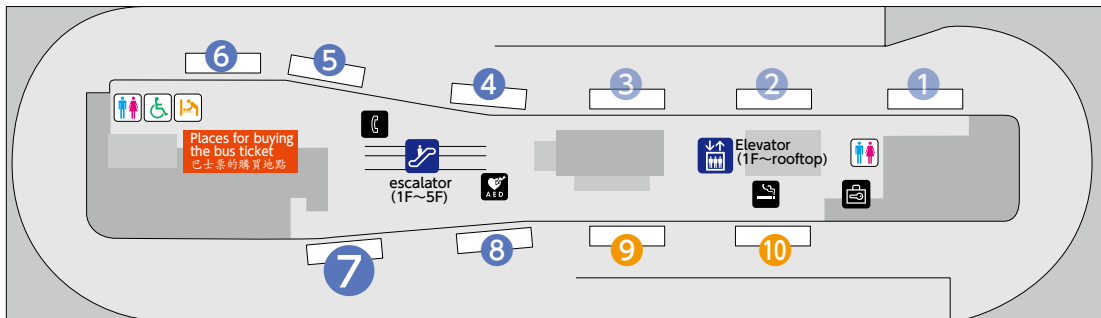 6
5
4
3
2
1
Places for buying
the bus ticket
巴士票的購買地點
escalator
(1F～5F)
AED
Elevator
(1F～rooftop)
7
8
9
10